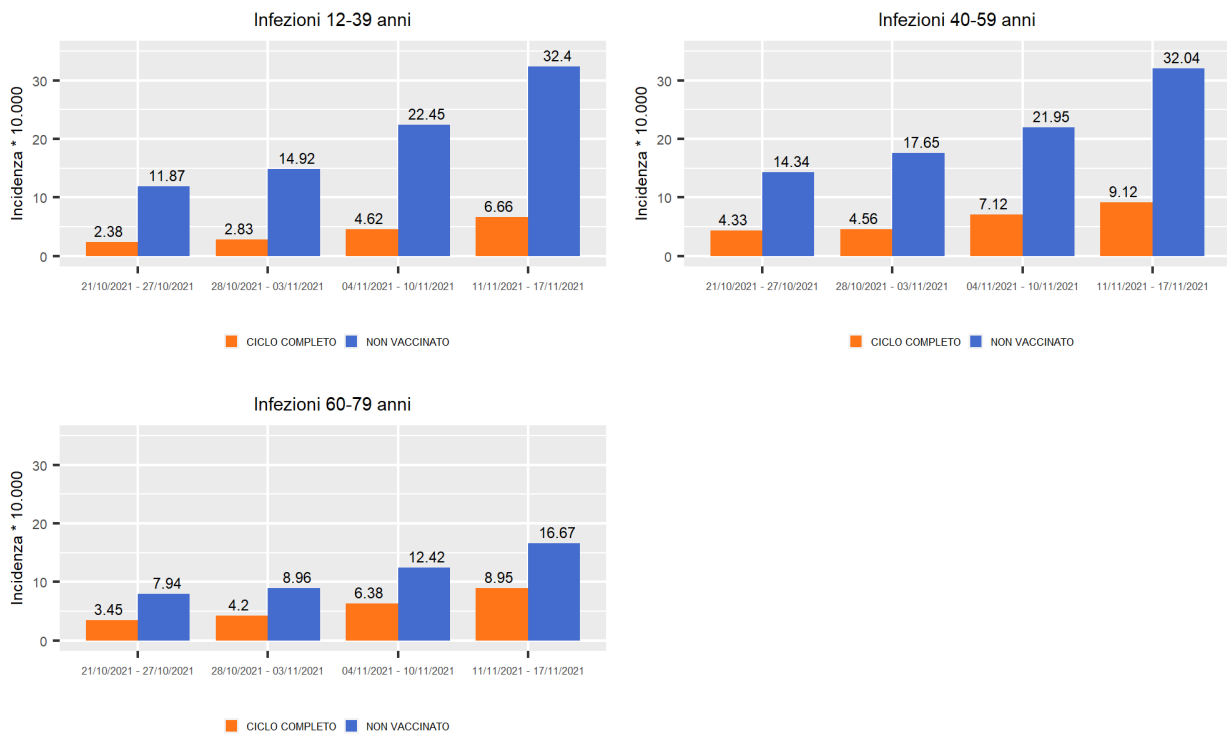 Infezioni 12-39 anni
Incidenza * 10.000
30
20
10
0
2.38
11.87
2.83
14.92
4.62
22.45
6.66
32.4
21/10/2021 - 27/10/2021
28/10/2021 - 03/11/2021
04/11/2021 - 10/11/2021
11/11/2021 - 17/11/2021
CICLO COMPLETO
NON VACCINATO
Infezioni 40-59 anni
Incidenza * 10.000
30
20
10
0
4.33
14.34
4.56
17.65
7.12
21.95
9.12
32.04
21/10/2021 - 27/10/2021
28/10/2021 - 03/11/2021
04/11/2021 - 10/11/2021
11/11/2021 - 17/11/2021
CICLO COMPLETO
NON VACCINATO
Infezioni 60-79 anni
Incidenza * 10.000
30
20
10
0
3.45
7.94
4.2
8.96
6.38
12.42
8.95
16.67
21/10/2021 - 27/10/2021
28/10/2021 - 03/11/2021
04/11/2021 - 10/11/2021
11/11/2021 - 17/11/2021
CICLO COMPLETO
NON VACCINATO